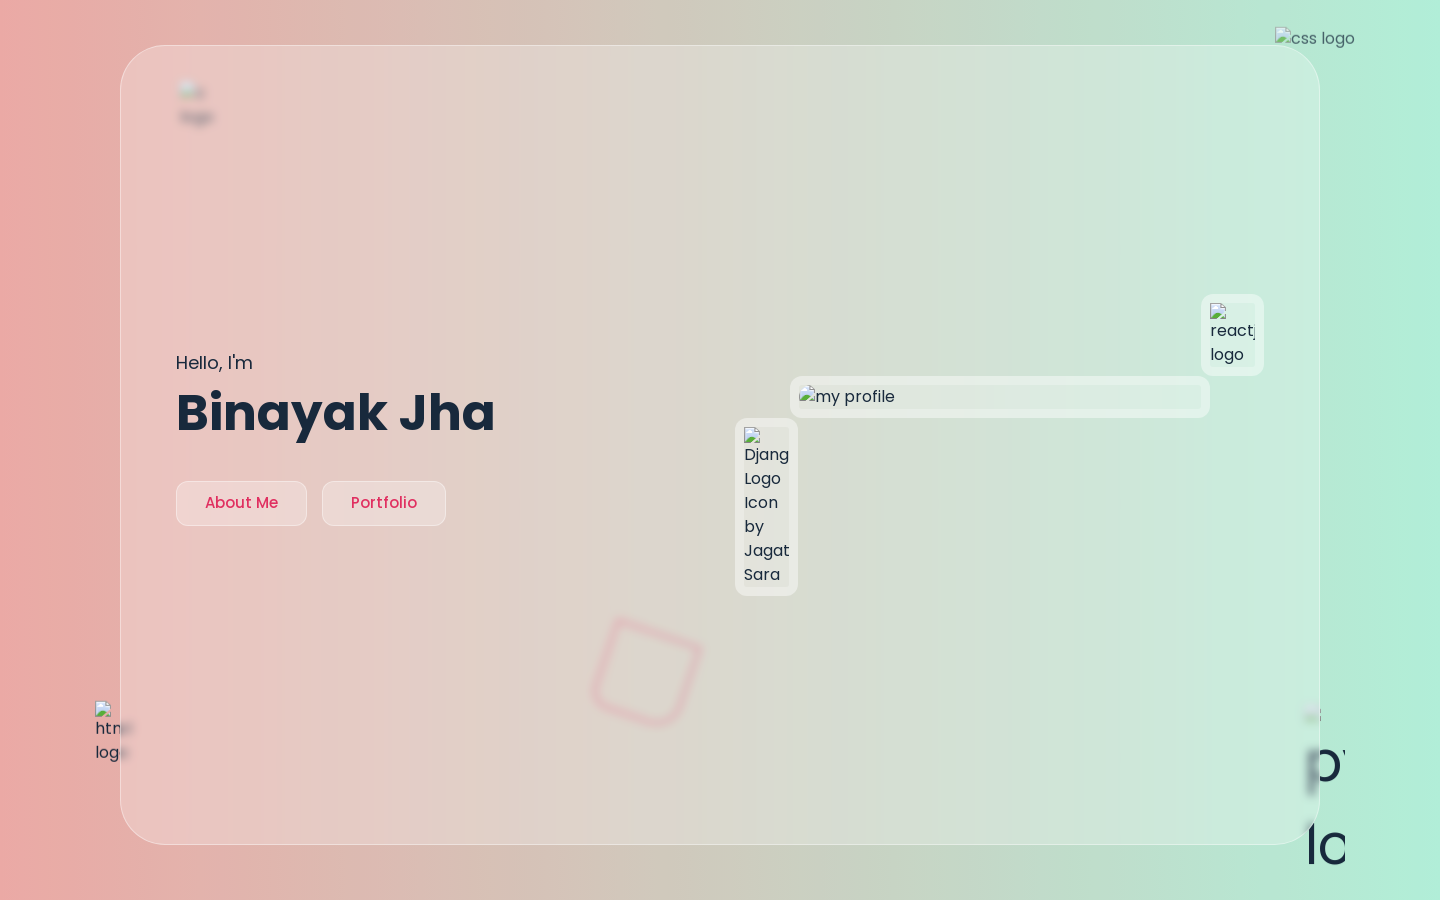 css logo
logo
reactj
logo
Hello, I'm
my profile
Binayak Jha
Djang
Logo
Icon
by
Jagat
Sara
About Me
Portfolio
htm
logo
py
lo